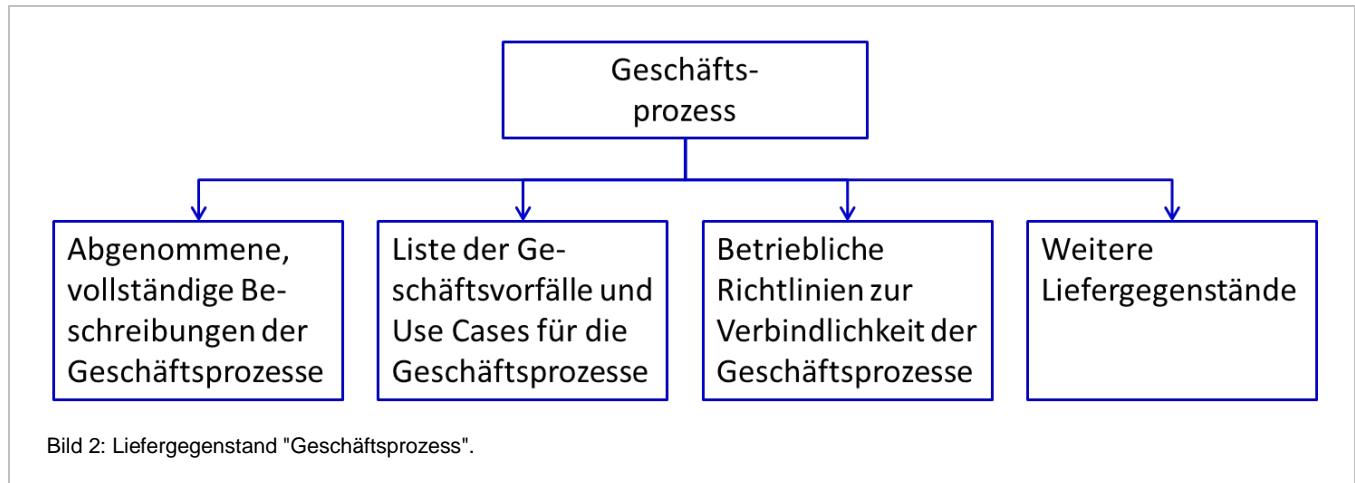 Geschäfts-
prozess
Abgenommene,
vollständige Be-
schreibungen der
Geschäftsprozesse
Liste der Ge-
schäftsvorfälle und
Use Cases für die
Geschäftsprozesse
Betriebliche
Richtlinien zur
Verbindlichkeit der
Geschäftsprozesse
Weitere
Liefergegenstände
Bild 2: Liefergegenstand "Geschäftsprozess".